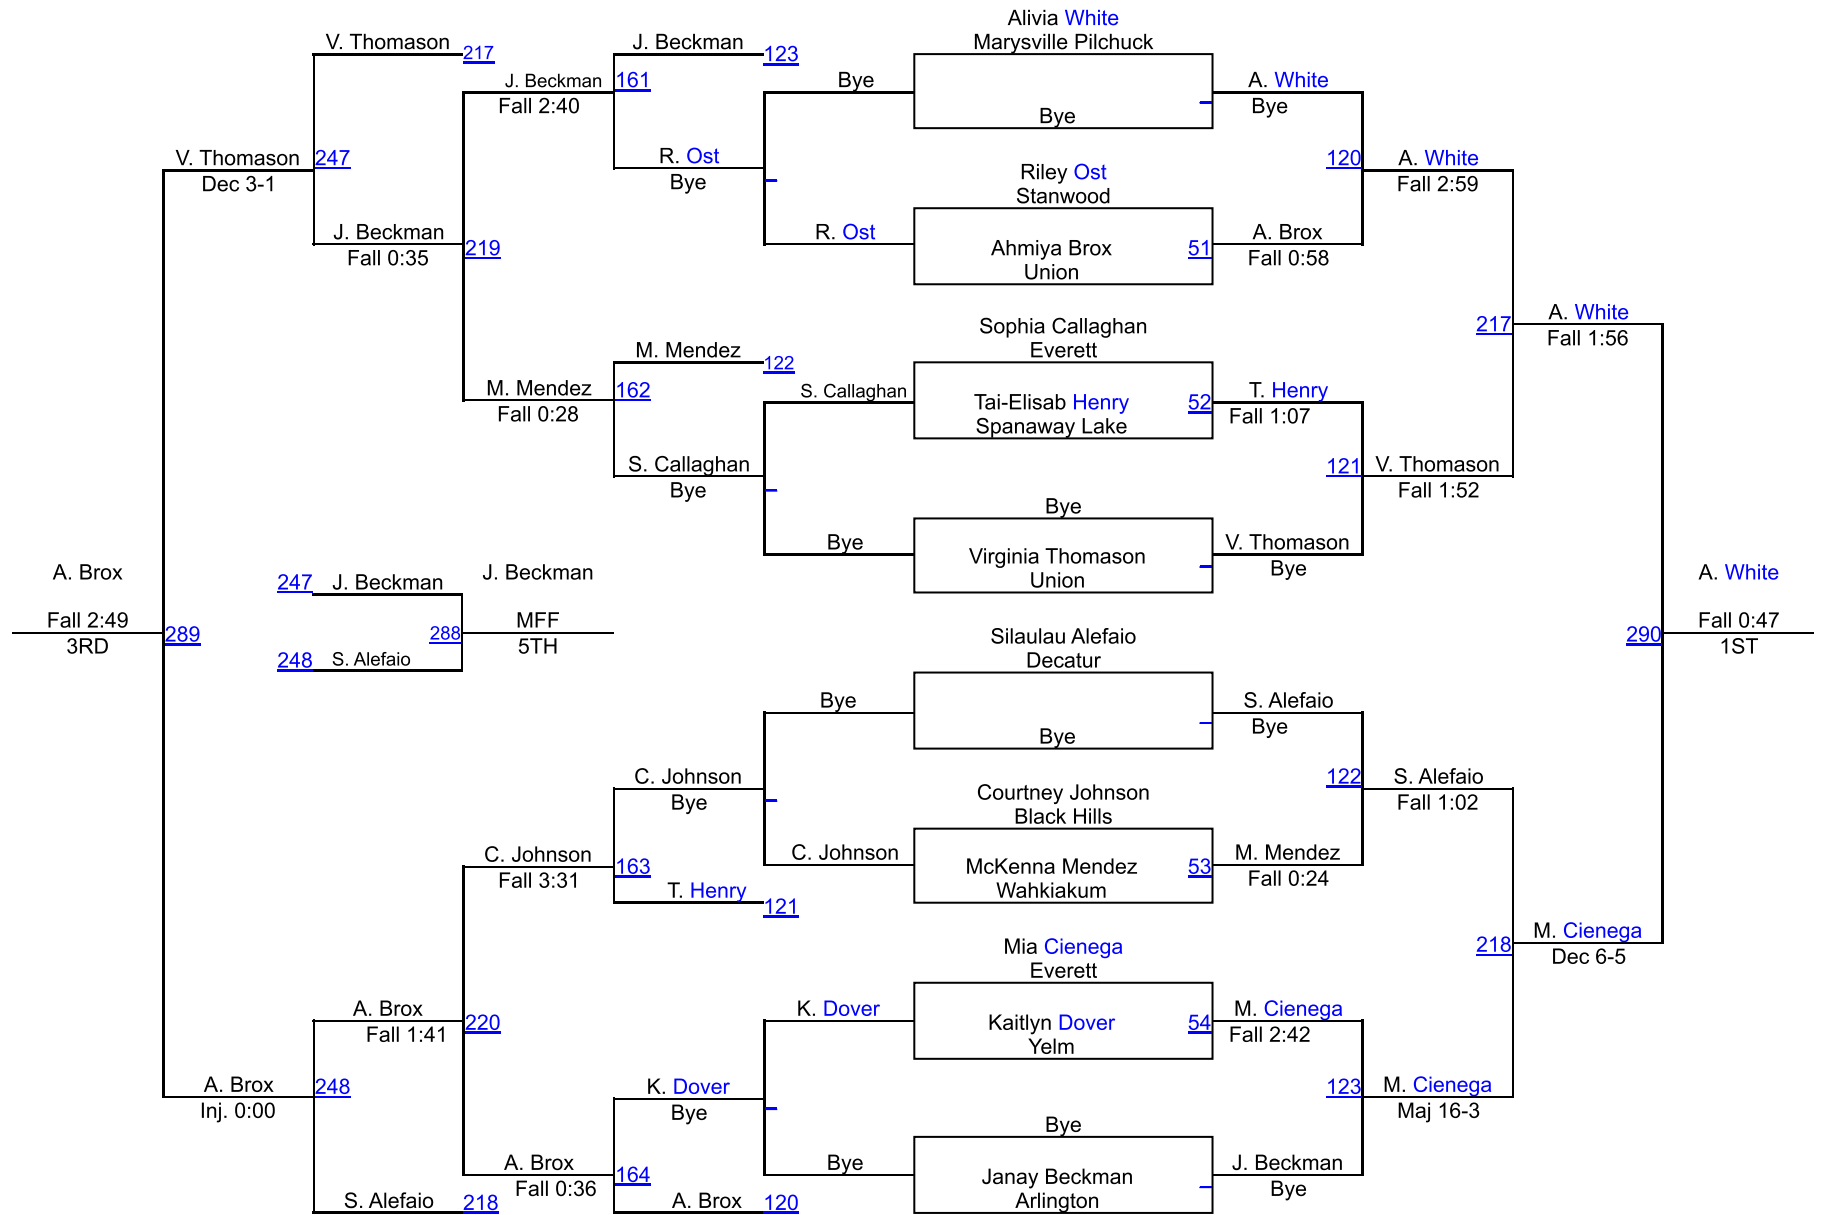 Alivia White
Marysville Pilchuck
V. Thomason
217
J. Beckman
123
J. Beckman
161
Fall 2:40
Bye
Bye
A. White
Bye
V. Thomason
247
Dec 3-1
R. Ost
Bye
Riley Ost
Stanwood
120
A. White
Fall 2:59
J. Beckman
Fall 0:35
219
R. Ost
Ahmiya Brox
Union
51
A. Brox
Fall 0:58
Sophia Callaghan
Everett
217
A. White
Fall 1:56
M. Mendez
122
M. Mendez
162
Fall 0:28
S. Callaghan
Tai-Elisab Henry
Spanaway Lake
52
T. Henry
Fall 1:07
S. Callaghan
Bye
121
V. Thomason
Fall 1:52
Bye
Bye
Virginia Thomason
Union
V. Thomason
Bye
A. Brox
Fall 2:49
3RD
289
247
J. Beckman
248
S. Alefaio
288
J. Beckman
MFF
5TH
Silaulau Alefaio
Decatur
290
A. White
Fall 0:47
1ST
Bye
Bye
S. Alefaio
Bye
C. Johnson
Bye
Courtney Johnson
Black Hills
122
S. Alefaio
Fall 1:02
C. Johnson
Fall 3:31
163
C. Johnson
McKenna Mendez
Wahkiakum
53
M. Mendez
Fall 0:24
T. Henry
121
Mia Cienega
Everett
218
M. Cienega
Dec 6-5
A. Brox
Fall 1:41
220
K. Dover
Kaitlyn Dover
Yelm
54
M. Cienega
Fall 2:42
A. Brox
248
Inj. 0:00
K. Dover
Bye
123
M. Cienega
Maj 16-3
Bye
A. Brox
164
Fall 0:36
Bye
Janay Beckman
Arlington
J. Beckman
Bye
S. Alefaio
218
A. Brox
120